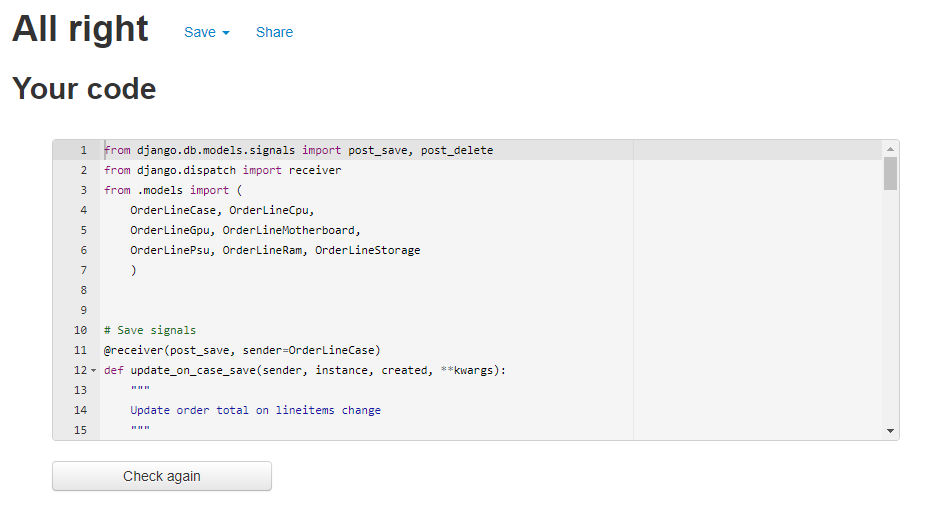 All right Save Share
Your code
1 from django.db.models.signals import post_save, post_delete
2 from django.dispatch import receiver
3 from .models import (
4     OrderLineCase, OrderLineCpu,
5     OrderLineGpu, OrderLineMotherboard,
6     OrderLinePsu, OrderLineRam, OrderLineStorage
7     )
8
9
10 # Save signals
11 @receiver(post_save, sender=OrderLineCase)
12 def update_on_case_save(sender, instance, created, **kwargs):
13     """
14     Update order total on lineitems change
15     """
Check again